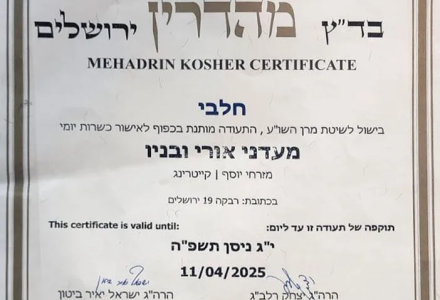 בד"ץ מהדרין ירושלים
MEHADRIN KOSHER CERTIFICATE
חלבי
בישול לשיטת מרן השו"ע , התעודה מותנת בכפוף לאישור כשרות יומי
מעדני אורי ובניו
מזרחי יוסף | קייטרינג
בכתובת: רבקה 19 ירושלים
תוקפה של תעודה זו עד ליום: This certificate is valid until:
י"ג ניסן תשפ"ה
11/04/2025
הרה"ג יצחק רלב"ג הרה"ג ישראל יאיר ביטון